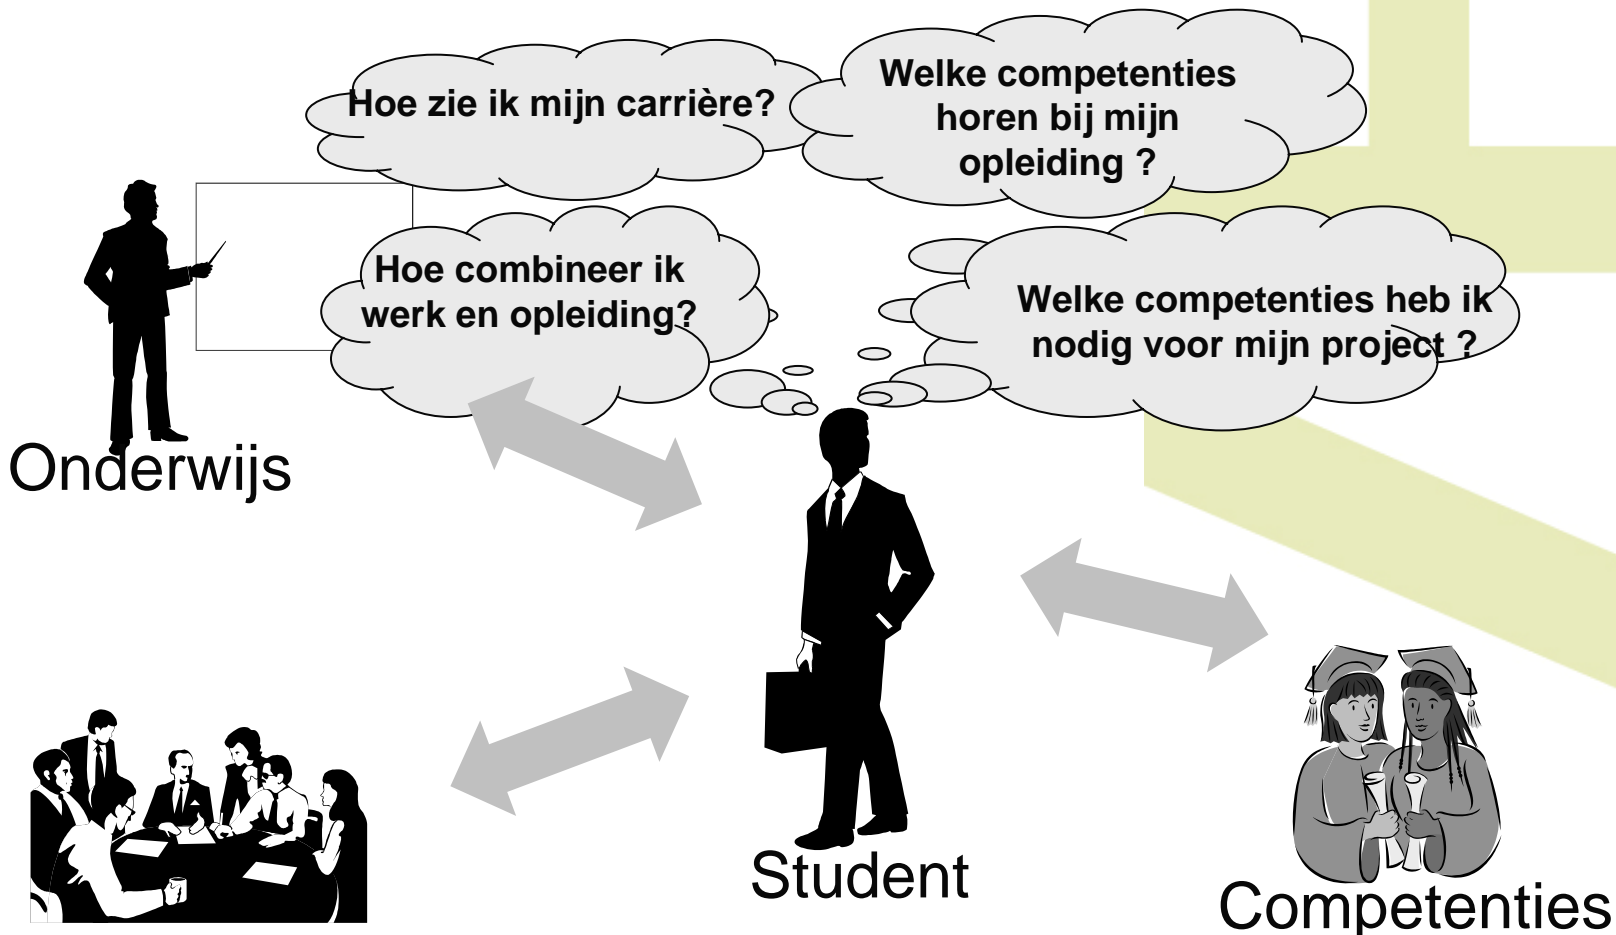 Hoe zie ik mijn carrière?
Welke competenties
horen bij mijn
opleiding ?
Hoe combineer ik
werk en opleiding?
Welke competenties heb ik
nodig voor mijn project ?
Onderwijs
Student
Competenties